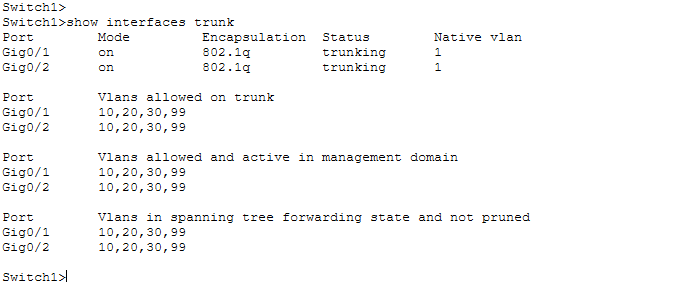 Switch1>
Switch1>show interfaces trunk
Port        Mode         Encapsulation  Status        Native vlan
Gig0/1      on           802.1q         trunking      1
Gig0/2      on           802.1q         trunking      1

Port        Vlans allowed on trunk
Gig0/1      10,20,30,99
Gig0/2      10,20,30,99

Port        Vlans allowed and active in management domain
Gig0/1      10,20,30,99
Gig0/2      10,20,30,99

Port        Vlans in spanning tree forwarding state and not pruned
Gig0/1      10,20,30,99
Gig0/2      10,20,30,99

Switch1>